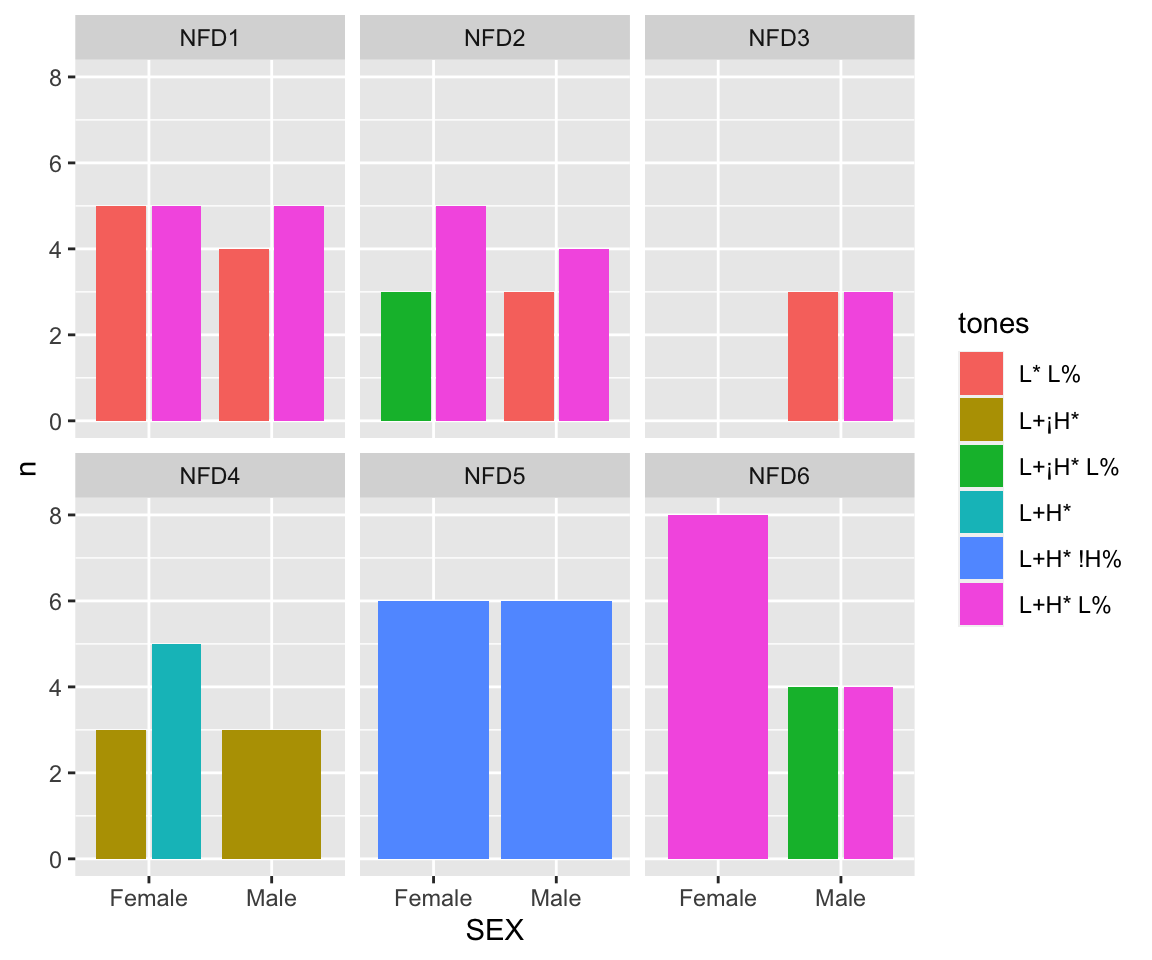 NFD1 NFD2 NFD3
8
6
4
2
0
n
NFD4 NFD5 NFD6
8
6
4
2
0
Female Male Female Male Female Male
SEX
tones
L* L%
L+¡H*
L+¡H* L%
L+H*
L+H* !H%
L+H* L%